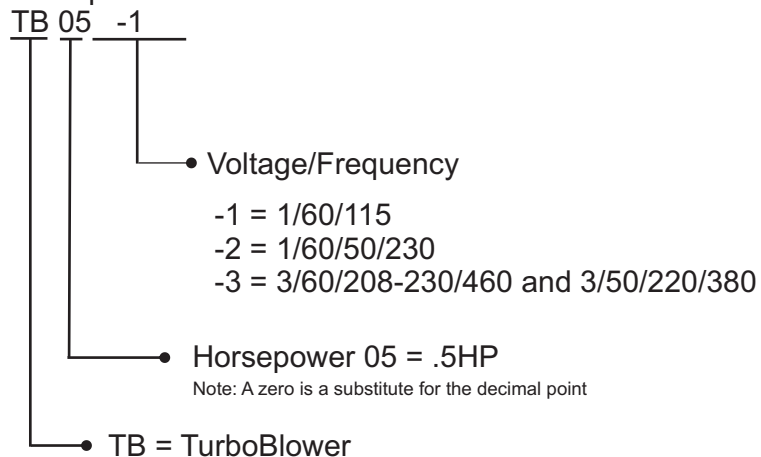 TB 05 -1
Voltage/Frequency
-1 = 1/60/115
-2 = 1/60/50/230
-3 = 3/60/208-230/460 and 3/50/220/380
Horsepower 05 = .5HP
Note: A zero is a substitute for the decimal point
TB = TurboBlower